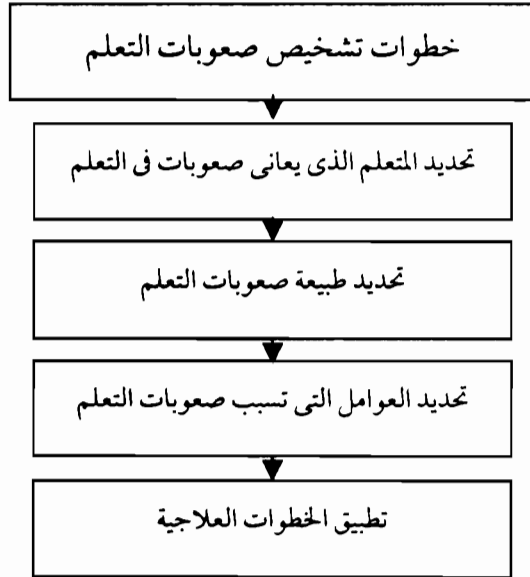 خطوات تشخيص صعوبات التعلم
تحديد المتعلم الذى يعانى صعوبات فى التعلم
تحديد طبيعة صعوبات التعلم
تحديد العوامل التى تسبب صعوبات التعلم
تطبيق الخطوات العلاجية